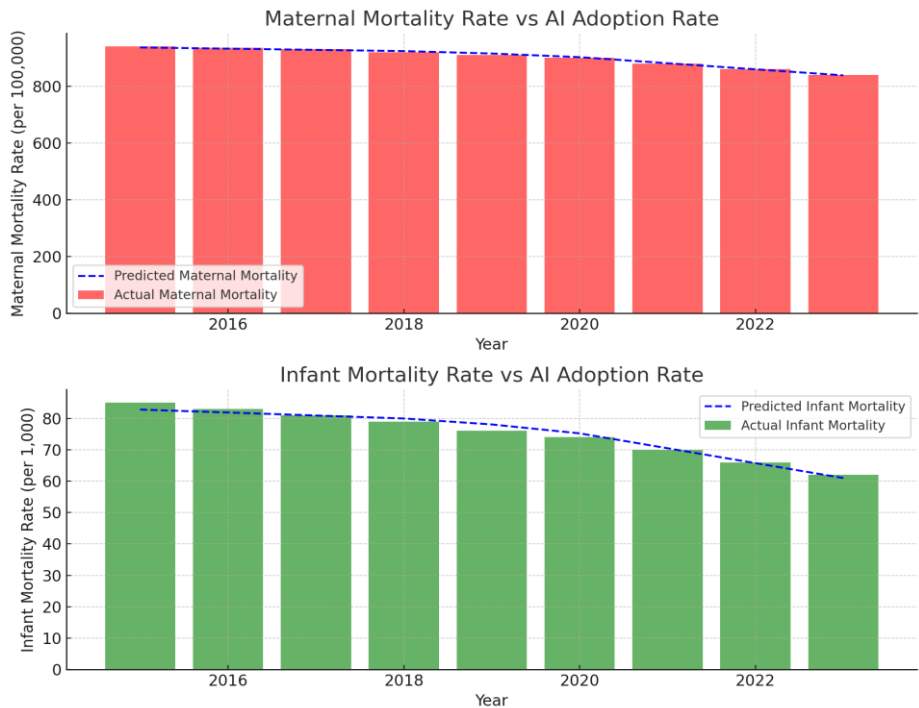 Maternal Mortality Rate vs AI Adoption Rate
Maternal Mortality Rate (per 100,000)
800
600
400
200
0
Predicted Maternal Mortality
Actual Maternal Mortality
2016 2018 2020 2022
Year
Infant Mortality Rate vs AI Adoption Rate
Infant Mortality Rate (per 1,000)
80
70
60
50
40
30
20
10
0
Predicted Infant Mortality
Actual Infant Mortality
2016 2018 2020 2022
Year